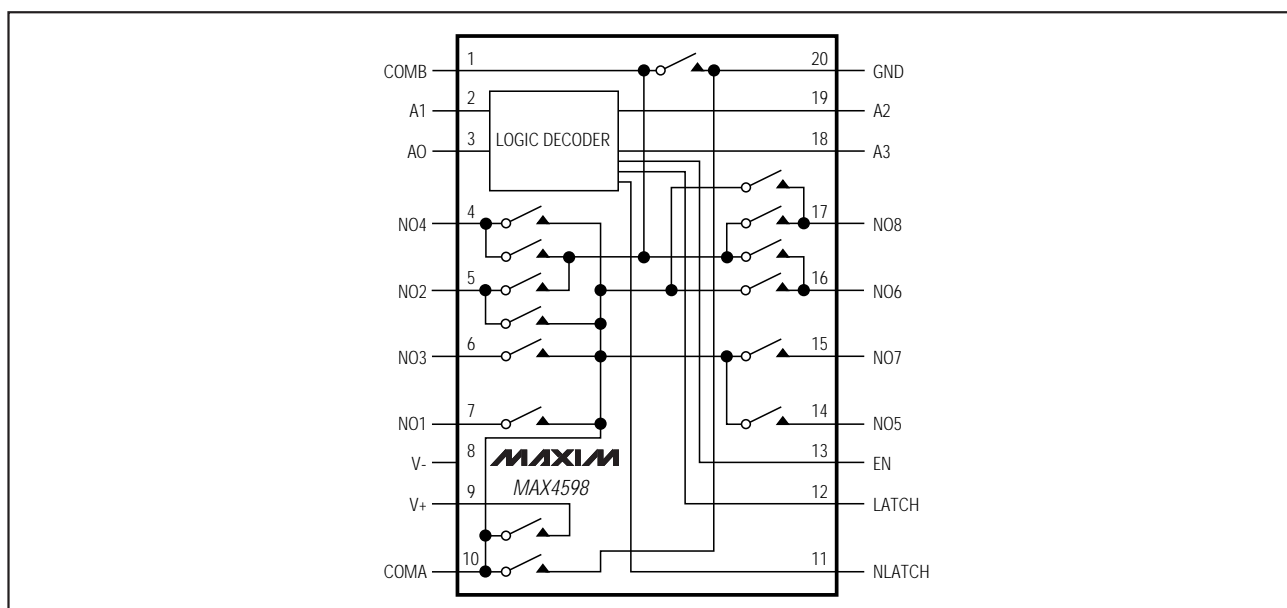 COMB 1 20 GND
A1 2 19 A2
LOGIC DECODER
A0 3 18 A3
NO4 4 17 NO8
NO2 5 16 NO6
NO3 6 15 NO7
NO1 7 14 NO5
V- 8 13 EN
MAXIM
MAX4598
V+ 9 12 LATCH
COMA 10 11 NLATCH